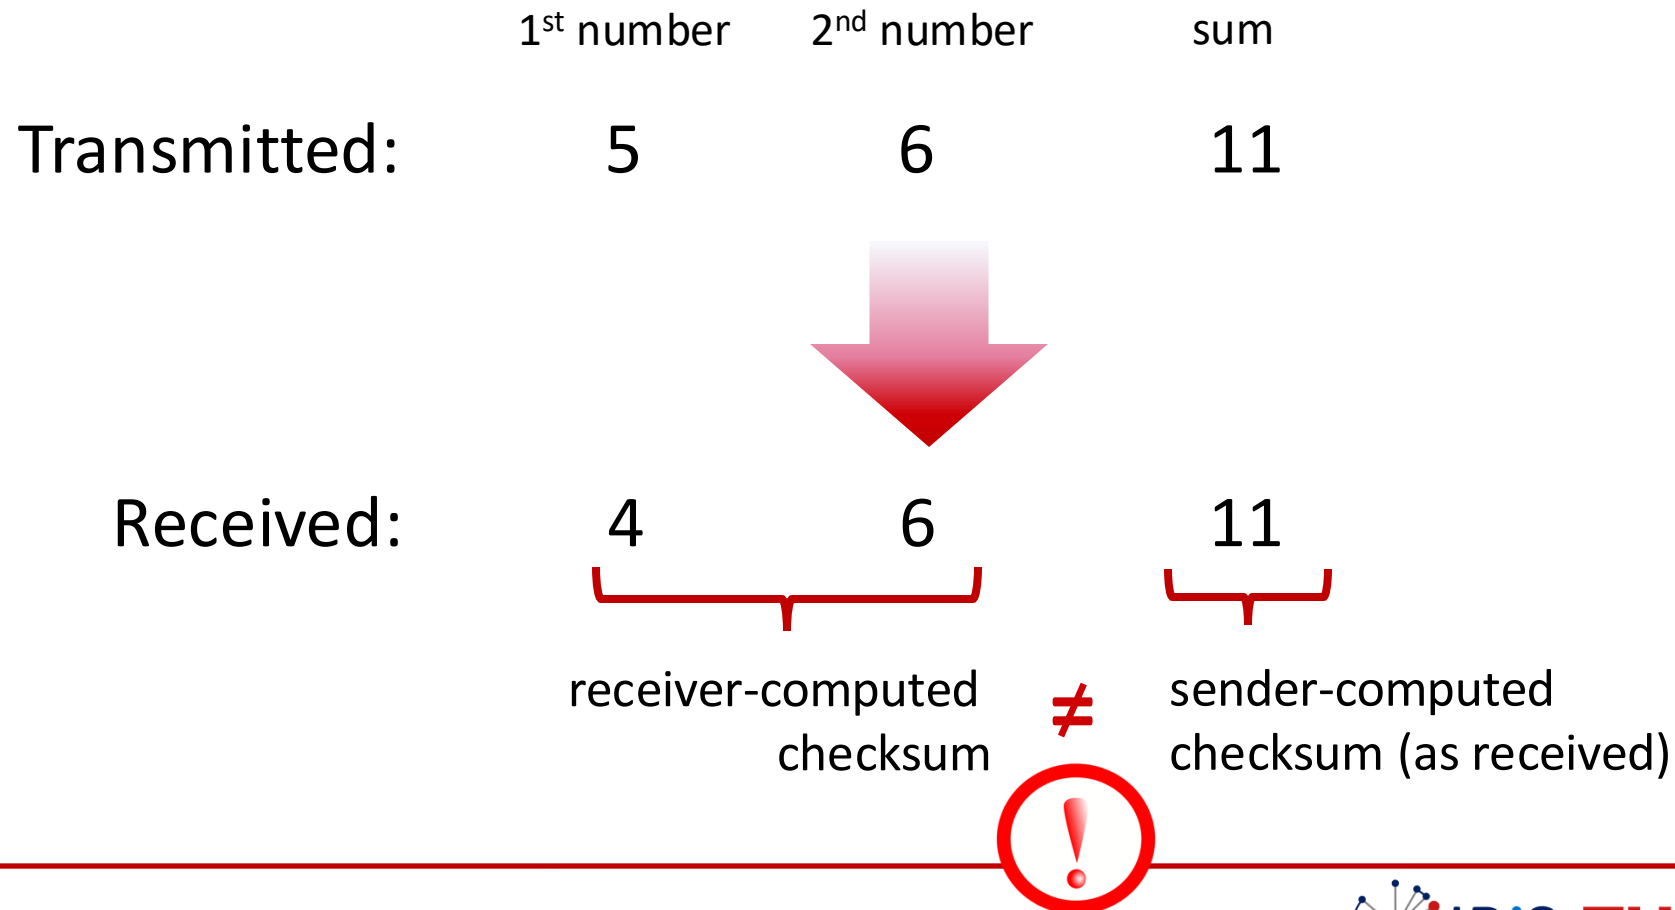 1st number 2nd number sum
Transmitted: 5 6 11
Received: 4 6 11
receiver-computed ≠ sender-computed
checksum checksum (as received)